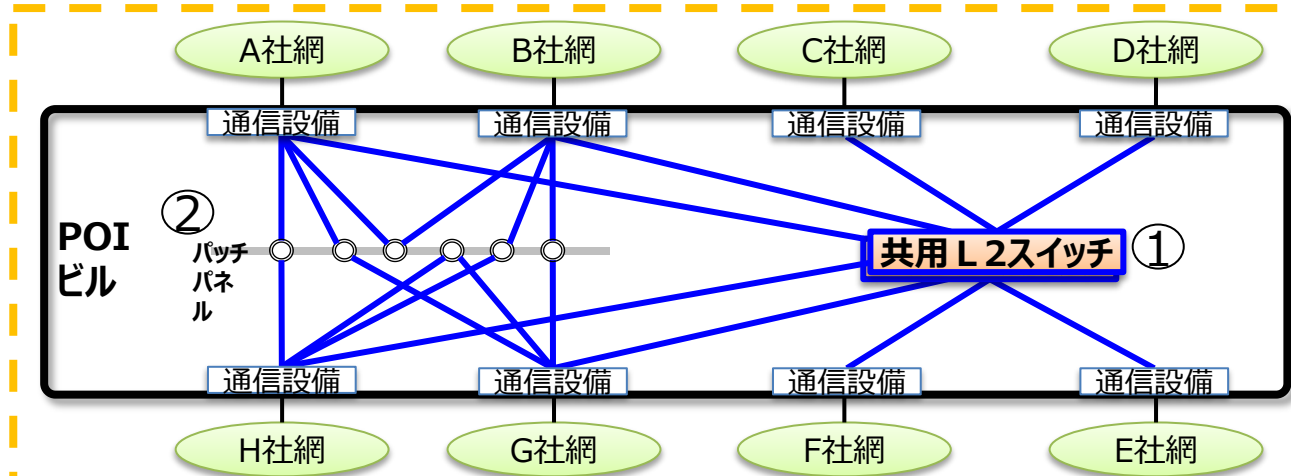 A社網
B社網
C社網
D社網
通信設備
通信設備
通信設備
通信設備
②
POI
ビル
パッチ
パネ
ル
共用L2スイッチ
①
通信設備
通信設備
通信設備
通信設備
H社網
G社網
F社網
E社網